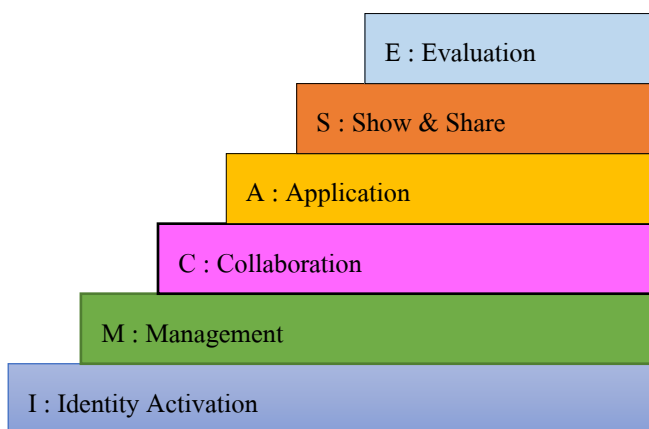 E : Evaluation
S : Show & Share
A : Application
C : Collaboration
M : Management
I : Identity Activation